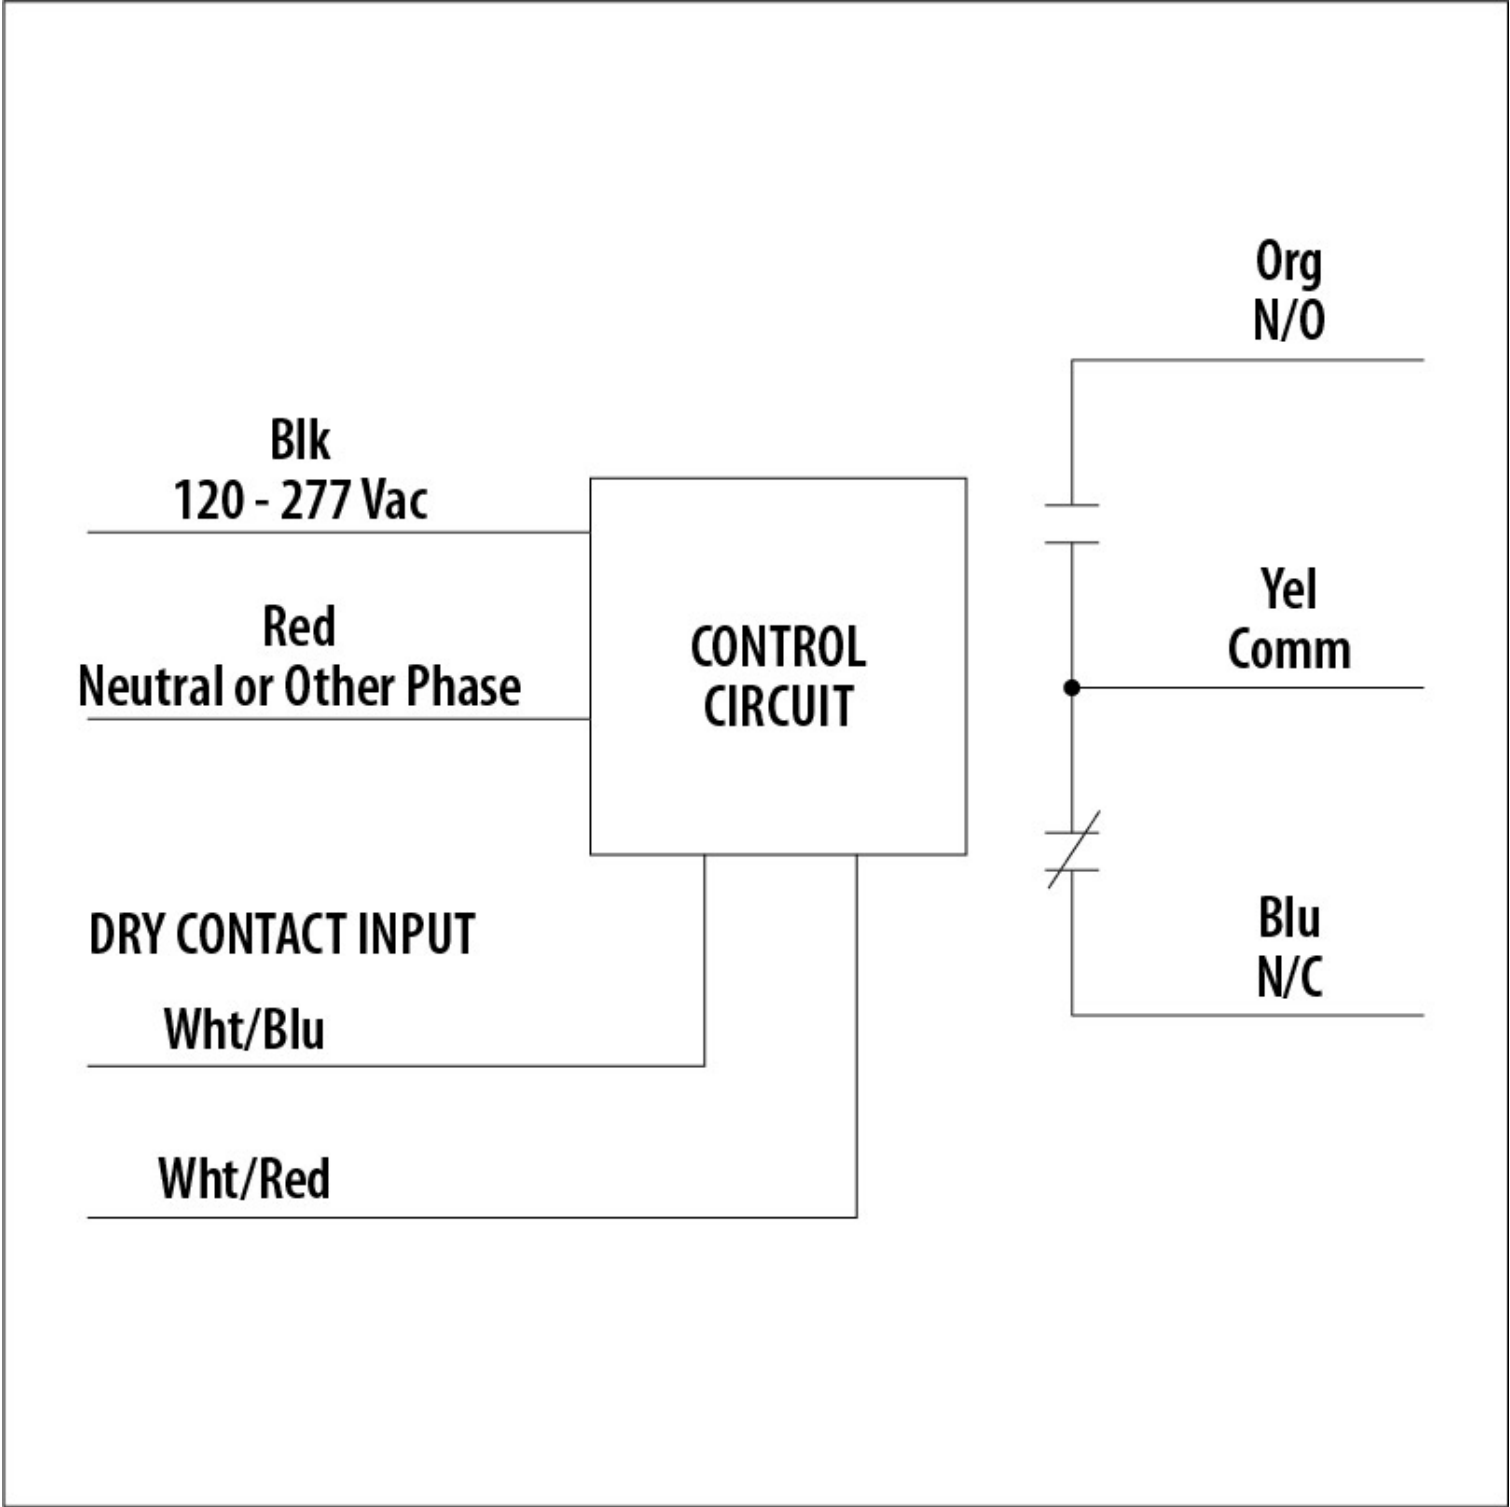 Org
N/O
Blk
120 - 277 Vac
Yel
Comm
Red
Neutral or Other Phase
CONTROL
CIRCUIT
DRY CONTACT INPUT
Blu
N/C
Wht/Blu
Wht/Red